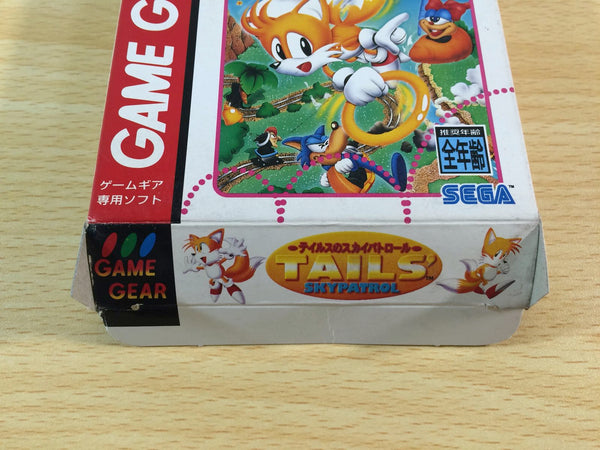 GAME G
ゲームギア
専用ソフト
推奨年齢
全年齢
SEGA™
GAME
GEAR
テイルスのスカイパトロール
TAILS'
SKYPATROL